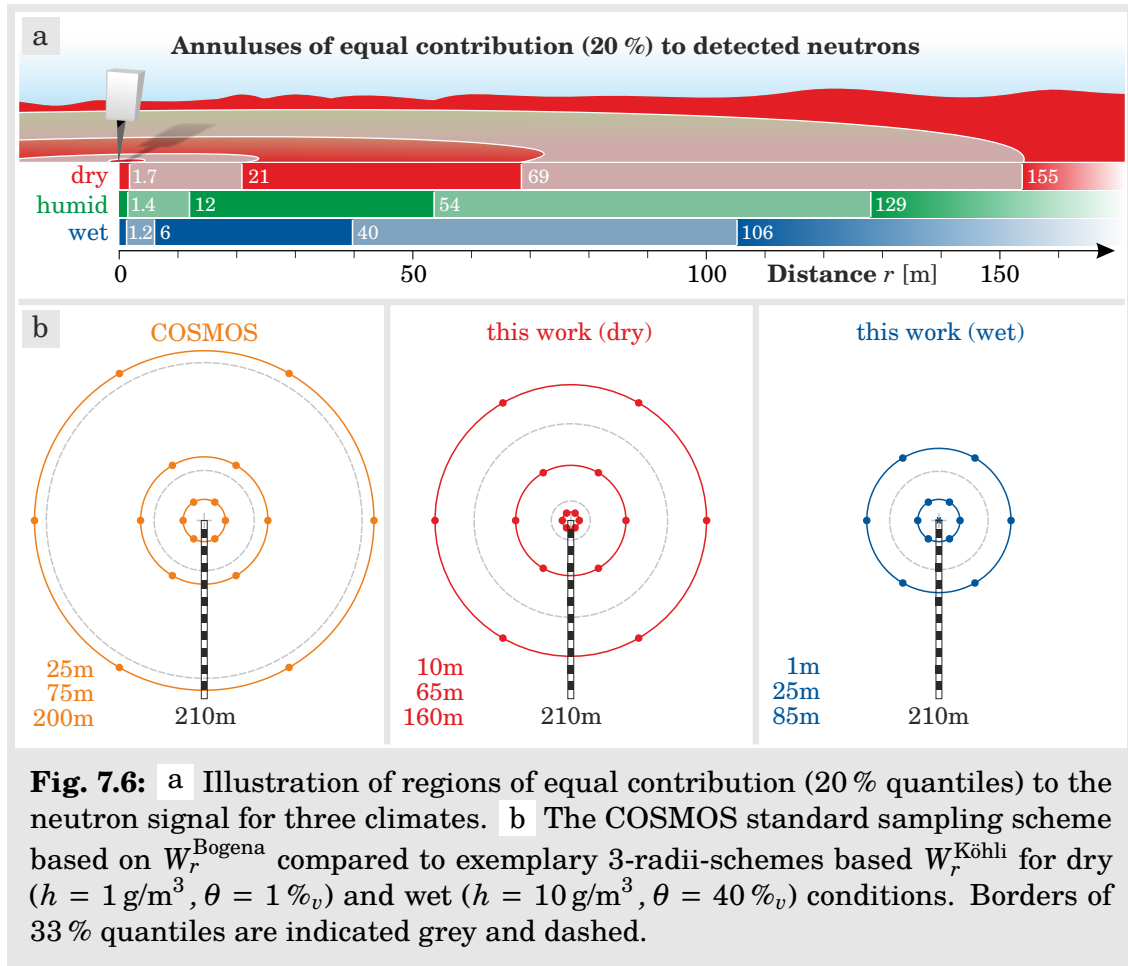 a
Annuluses of equal contribution (20 %) to detected neutrons
dry 1.7 21 69 155
humid 1.4 12 54 129
wet 1.2 6 40 106
0 50 100 Distance r [m] 150
b
COSMOS
25m
75m
200m
210m
this work (dry)
10m
65m
160m
210m
this work (wet)
1m
25m
85m
210m
Fig. 7.6: a Illustration of regions of equal contribution (20 % quantiles) to the
neutron signal for three climates. b The COSMOS standard sampling scheme
based on W_r^Bogena compared to exemplary 3-radii-schemes based W_r^Köhli for dry
(h = 1 g/m³, θ = 1 %ᵥ) and wet (h = 10 g/m³, θ = 40 %ᵥ) conditions. Borders of
33 % quantiles are indicated grey and dashed.